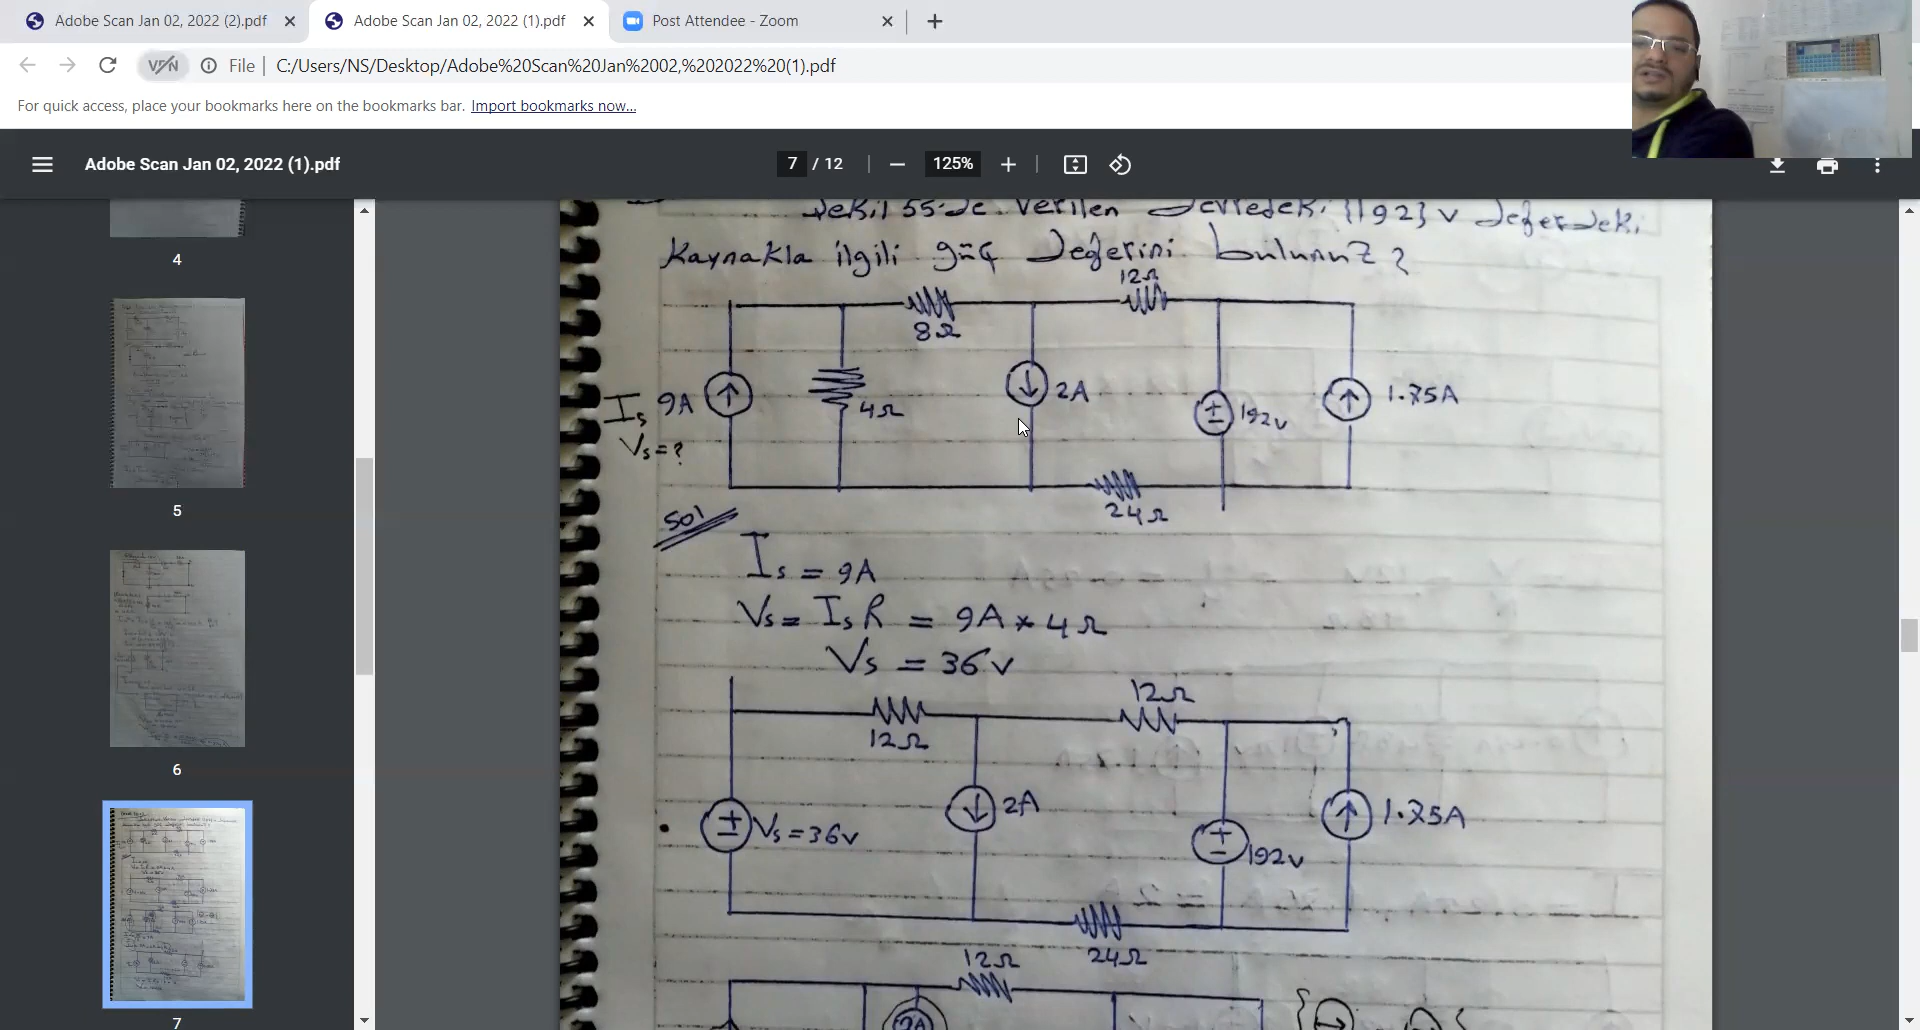 Adobe Scan Jan 02, 2022 (2).pdf
Adobe Scan Jan 02, 2022 (1).pdf
Post Attendee - Zoom
VPN
File
C:/Users/NS/Desktop/Adobe%20Scan%20Jan%2002,%202022%20(1).pdf
For quick access, place your bookmarks here on the bookmarks bar. Import bookmarks now...
Adobe Scan Jan 02, 2022 (1).pdf
7 / 12
125%
4
5
6
7
Şekil 55.de verilen devredeki {192} v değerdeki
Kaynakla ilgili güç değerini bulunuz?
12Ω
8Ω
Is 9A
Vs=?
4Ω
2A
192v
1.75A
24Ω
Sol
Is = 9A
Vs = Is R = 9A * 4Ω
Vs = 36v
12Ω
12Ω
Vs = 36v
2A
192v
1.75A
24Ω
12Ω
2A